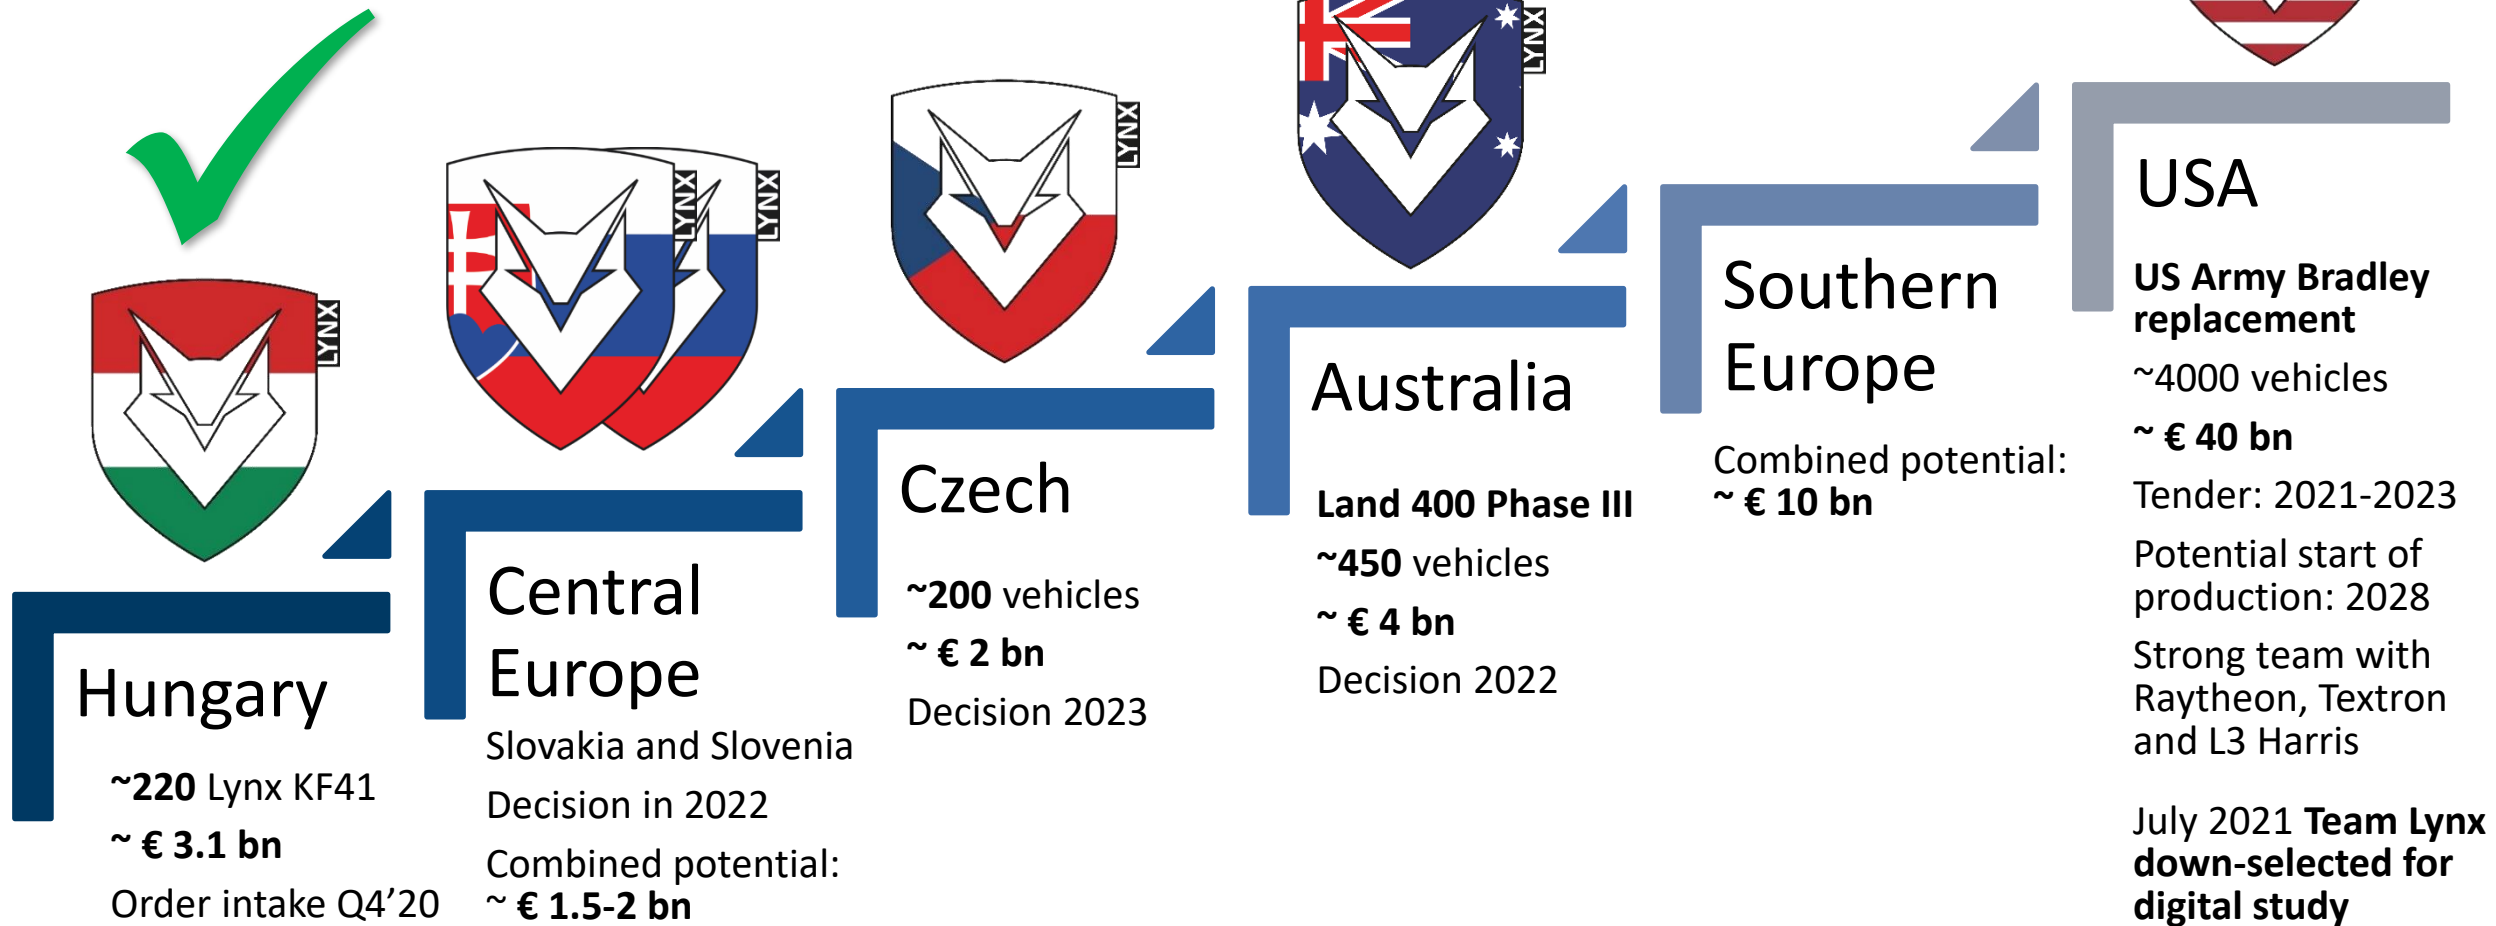 LYNX
Hungary
~220 Lynx KF41
~ € 3.1 bn
Order intake Q4’20
LYNX
LYNX
Central
Europe
Slovakia and Slovenia
Decision in 2022
Combined potential:
~ € 1.5-2 bn
LYNX
Czech
~200 vehicles
~ € 2 bn
Decision 2023
LYNX
Australia
Land 400 Phase III
~450 vehicles
~ € 4 bn
Decision 2022
Southern
Europe
Combined potential:
~ € 10 bn
USA
US Army Bradley
replacement
~4000 vehicles
~ € 40 bn
Tender: 2021-2023
Potential start of
production: 2028
Strong team with
Raytheon, Textron
and L3 Harris
July 2021 Team Lynx
down-selected for
digital study